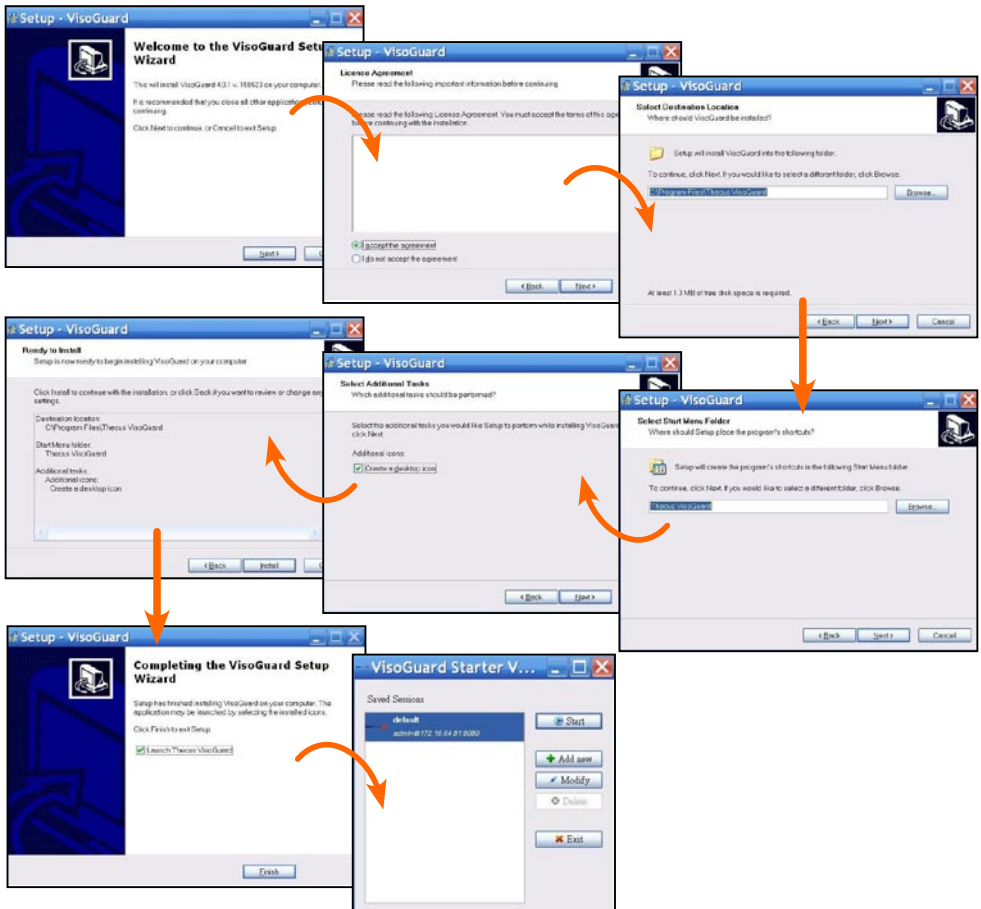 Setup - VisoGuard
Welcome to the VisoGuard Setu
Wizard
This will install VisoGuard 4.0.1 v. on your computer.
It is recommended that you close all other applications
continuing.
Click Next to continue, or Cancel to exit Setup.
Next >
Setup - VisoGuard
License Agreement
Please read the following important information before continuing.
Please read the following License Agreement. You must accept the terms of this agre
before continuing with the installation.
I accept the agreement
I do not accept the agreement
< Back Next >
Setup - VisoGuard
Select Destination Location
Where should VisoGuard be installed?
Setup will install VisoGuard into the following folder.
To continue, click Next. If you would like to select a different folder, click Browse.
C:\Program Files\Thecus VisoGuard
Browse...
At least 1.3 MB of free disk space is required.
< Back Next > Cancel
Setup - VisoGuard
Select Start Menu Folder
Where should Setup place the program's shortcuts?
Setup will create the program's shortcuts in the following Start Menu folder.
To continue, click Next. If you would like to select a different folder, click Browse.
Thecus VisoGuard
Browse...
< Back Next > Cancel
Setup - VisoGuard
Select Additional Tasks
Which additional tasks should be performed?
Select the additional tasks you would like Setup to perform while installing VisoGuard
click Next.
Additional icons:
Create a desktop icon
< Back Next >
Setup - VisoGuard
Ready to Install
Setup is now ready to begin installing VisoGuard on your computer.
Click Install to continue with the installation, or click Back if you want to review or change any
settings.
Destination location:
C:\Program Files\Thecus VisoGuard
Start Menu folder:
Thecus VisoGuard
Additional tasks:
Additional icons:
Create a desktop icon
< Back Install
Setup - VisoGuard
Completing the VisoGuard Setup
Wizard
Setup has finished installing VisoGuard on your computer. The
application may be launched by selecting the installed icons.
Click Finish to exit Setup.
Launch Thecus VisoGuard
Finish
VisoGuard Starter V...
Saved Sessions
default
admin@172.16.64.81:8080
Start
Add new
Modify
Delete
Exit